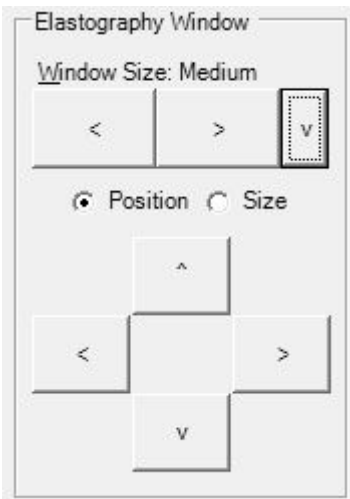 Elastography Window
Window Size: Medium
< > v
Position Size
^
< >
v